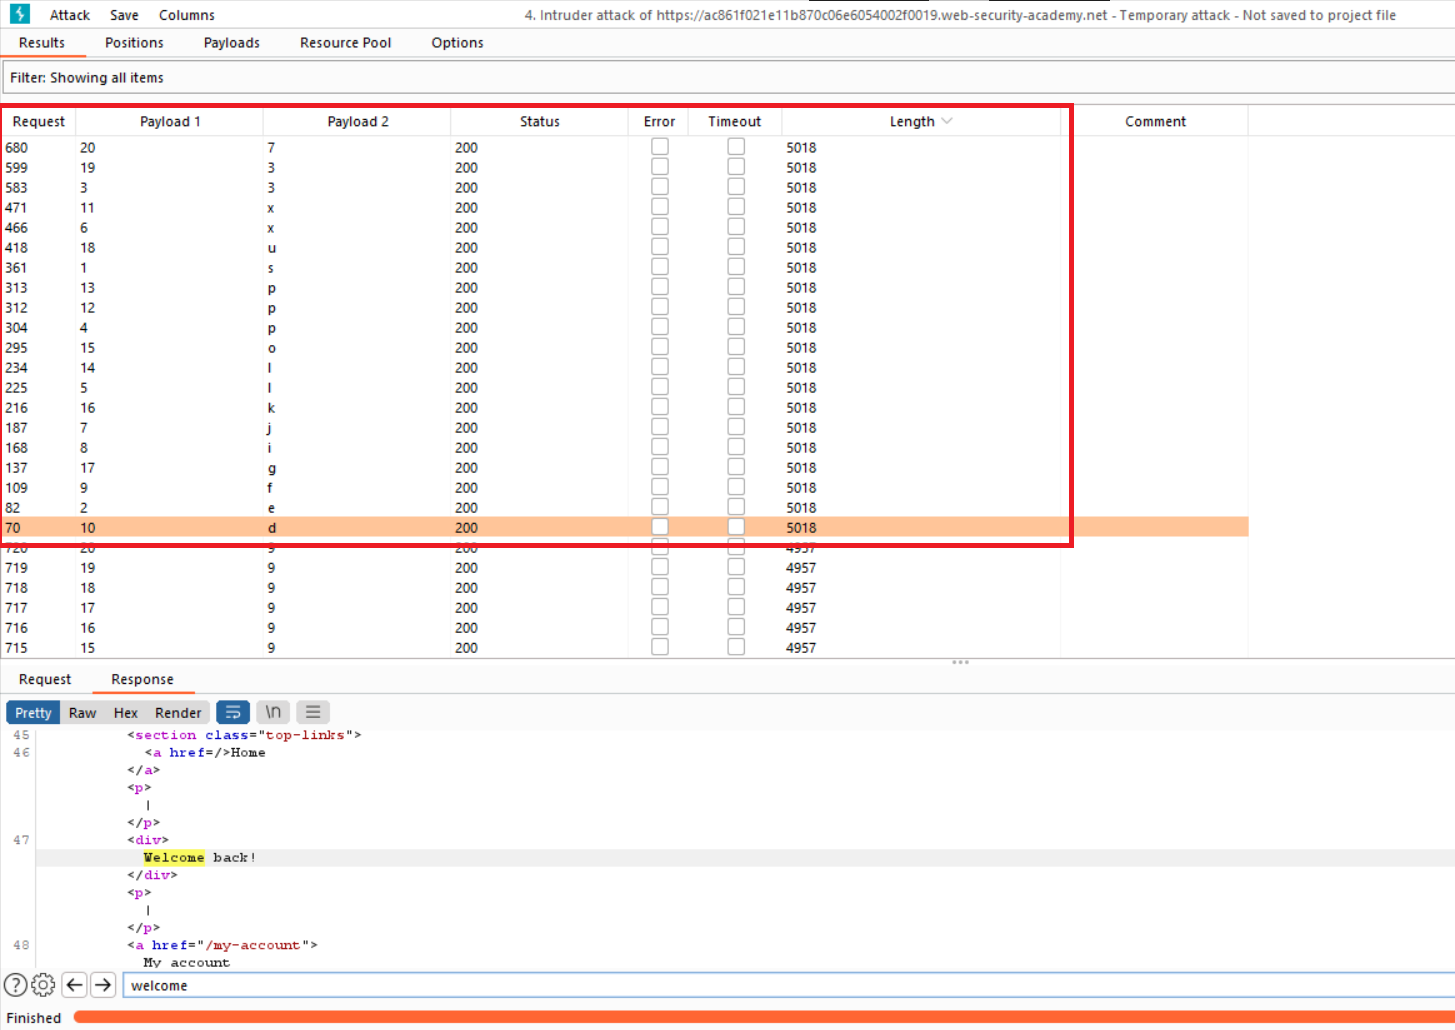 Attack Save Columns 4. Intruder attack of https://ac861f021e11b870c06e6054002f0019.web-security-academy.net - Temporary attack - Not saved to project file
Results Positions Payloads Resource Pool Options
Filter: Showing all items
Request Payload 1 Payload 2 Status Error Timeout Length Comment
680 20 7 200 5018
599 19 3 200 5018
583 3 3 200 5018
471 11 x 200 5018
466 6 x 200 5018
418 18 u 200 5018
361 1 s 200 5018
313 13 p 200 5018
312 12 p 200 5018
304 4 p 200 5018
295 15 o 200 5018
234 14 l 200 5018
225 5 l 200 5018
216 16 k 200 5018
187 7 j 200 5018
168 8 i 200 5018
137 17 g 200 5018
109 9 f 200 5018
82 2 e 200 5018
70 10 d 200 5018
720 20 9 200 4957
719 19 9 200 4957
718 18 9 200 4957
717 17 9 200 4957
716 16 9 200 4957
715 15 9 200 4957
Request Response
Pretty Raw Hex Render \n
45 <section class="top-links">
46 <a href=/>Home
</a>
<p>
|
</p>
47 <div>
Welcome back!
</div>
<p>
|
</p>
48 <a href="/my-account">
My account
? welcome
Finished